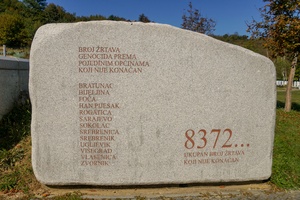 BROJ ŽRTAVA
GENOCIDA PREMA
POJEDINIM OPĆINAMA
KOJI NIJE KONAČAN
BRATUNAC
BIJELJINA
FOČA
HAN PIJESAK
ROGATICA
SARAJEVO
SOKOLAC
SREBRENICA
SREBRENIK
UGLJEVIK
VIŠEGRAD
VLASENICA
ZVORNIK
8372...
UKUPAN BROJ ŽRTAVA
KOJI NIJE KONAČAN